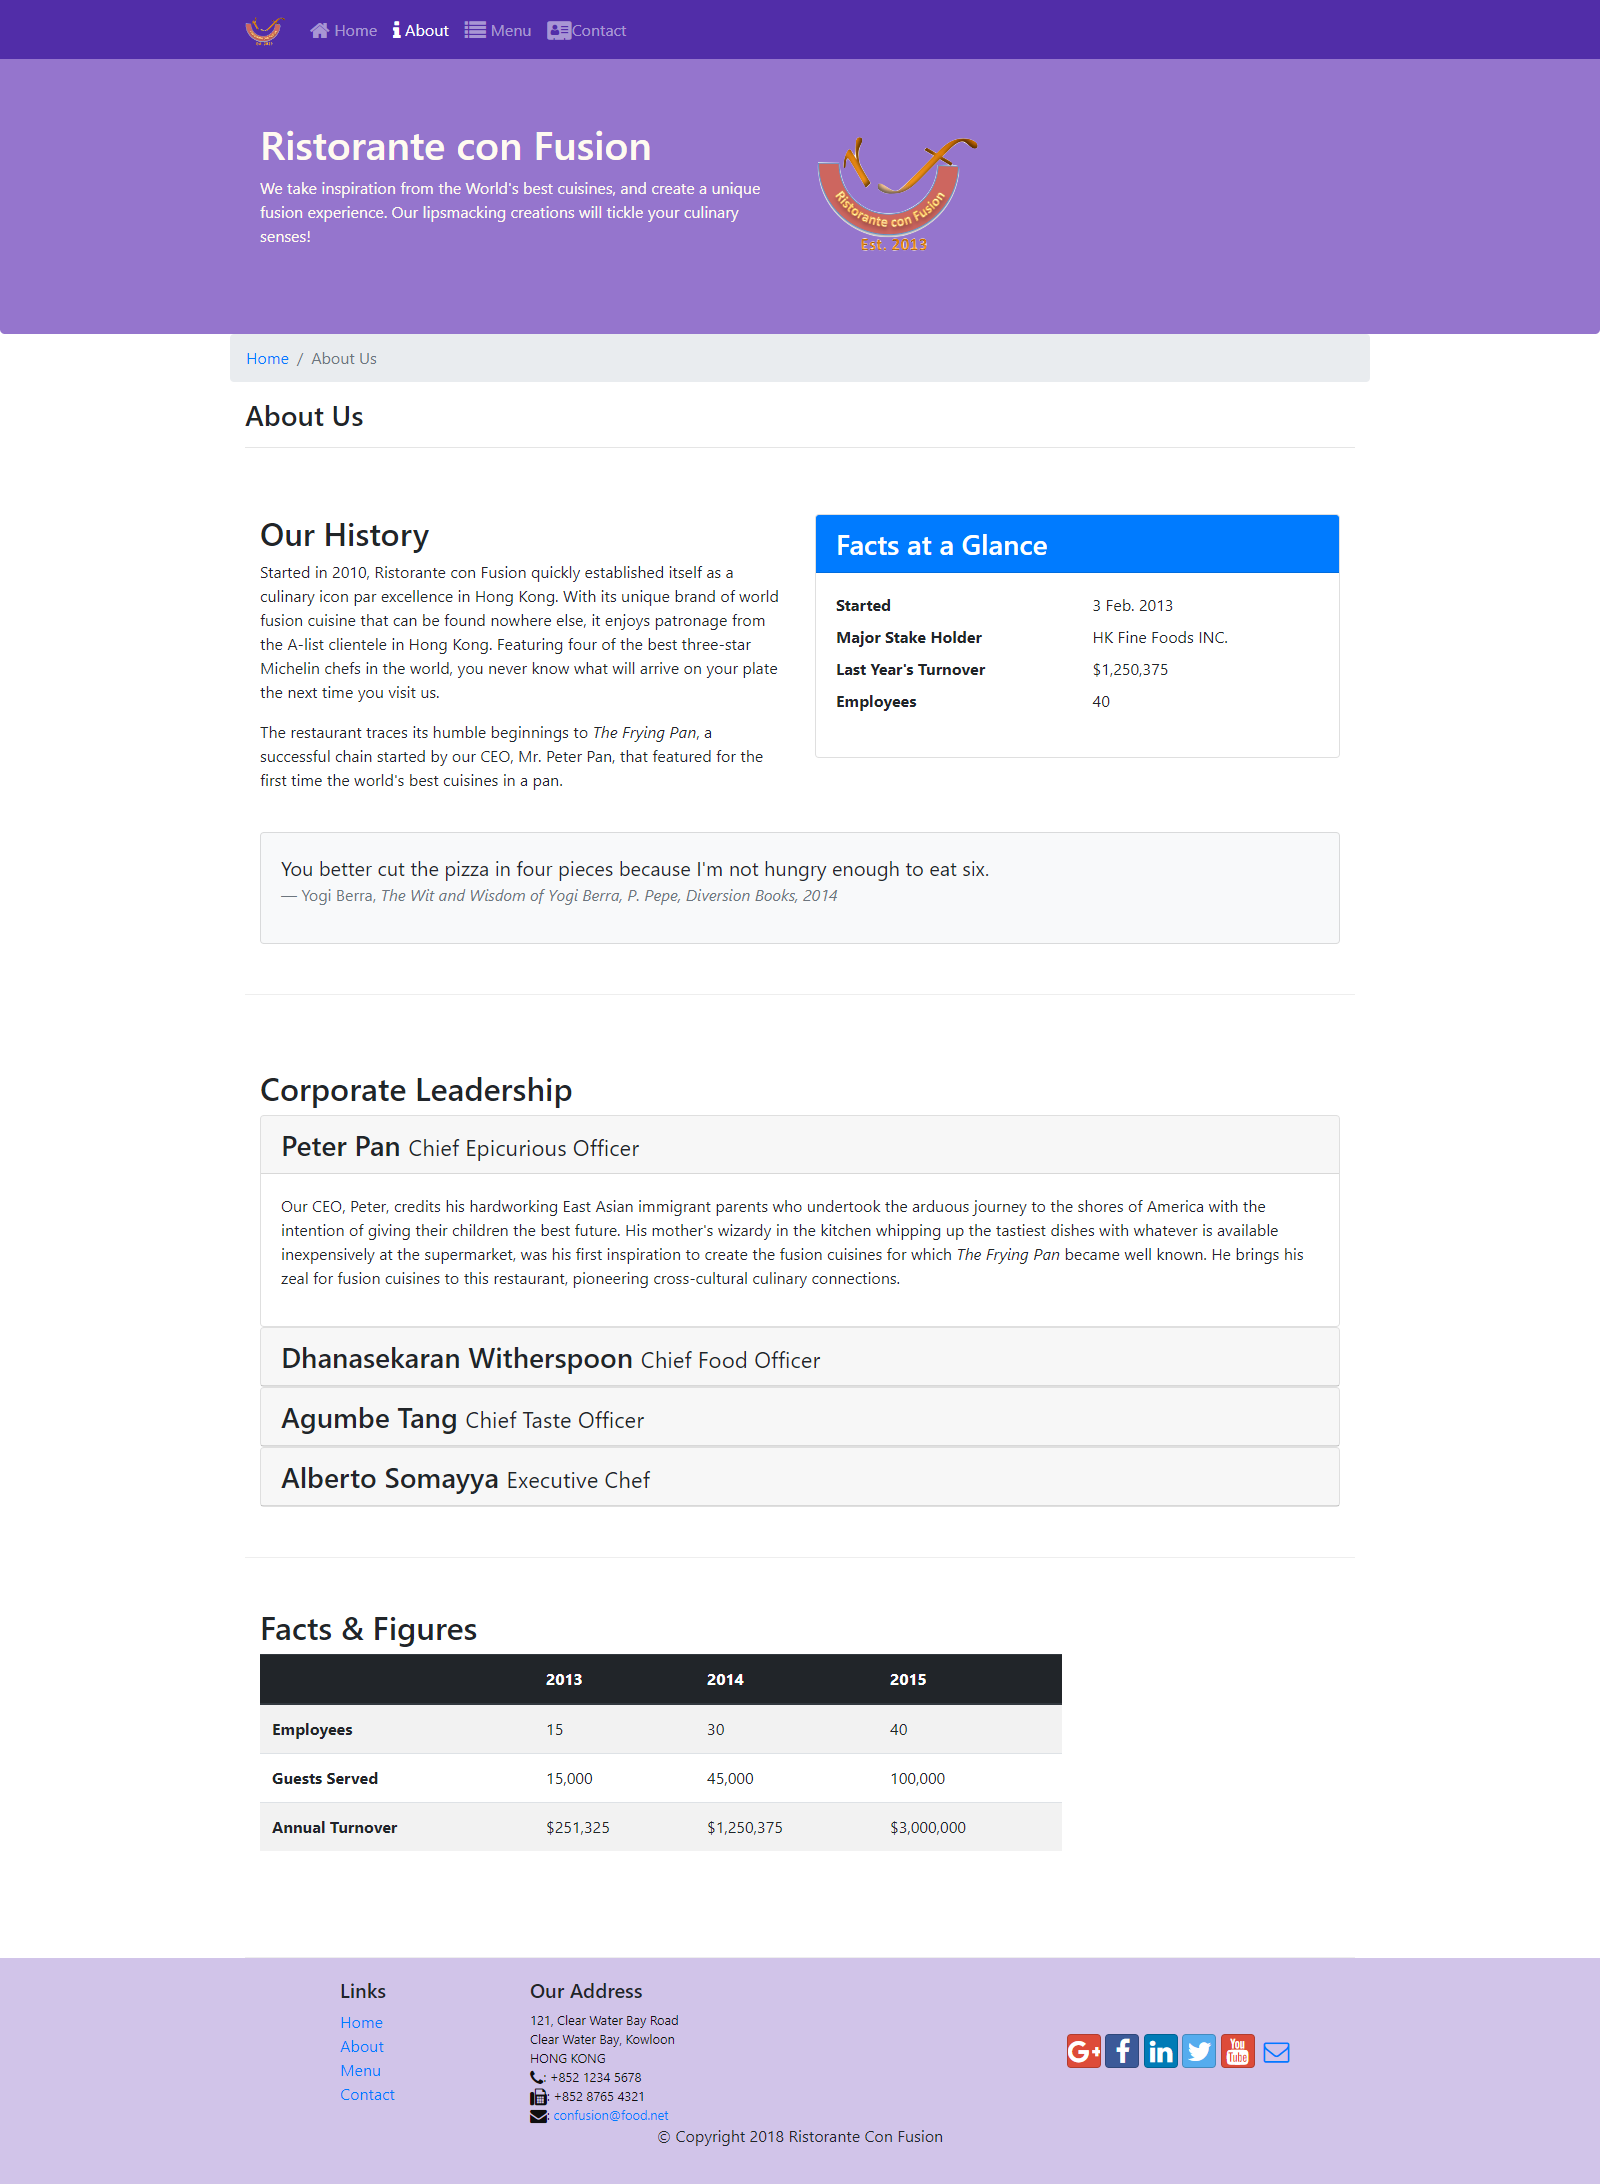 Home About Menu Contact
Ristorante con Fusion
We take inspiration from the World's best cuisines, and create a unique
fusion experience. Our lipsmacking creations will tickle your culinary
senses!
Ristorante con Fusion
Est. 2013
Home / About Us
About Us
Our History
Started in 2010, Ristorante con Fusion quickly established itself as a
culinary icon par excellence in Hong Kong. With its unique brand of world
fusion cuisine that can be found nowhere else, it enjoys patronage from
the A-list clientele in Hong Kong. Featuring four of the best three-star
Michelin chefs in the world, you never know what will arrive on your plate
the next time you visit us.
The restaurant traces its humble beginnings to The Frying Pan, a
successful chain started by our CEO, Mr. Peter Pan, that featured for the
first time the world's best cuisines in a pan.
Facts at a Glance
Started 3 Feb. 2013
Major Stake Holder HK Fine Foods INC.
Last Year's Turnover $1,250,375
Employees 40
You better cut the pizza in four pieces because I'm not hungry enough to eat six.
— Yogi Berra, The Wit and Wisdom of Yogi Berra, P. Pepe, Diversion Books, 2014
Corporate Leadership
Peter Pan Chief Epicurious Officer
Our CEO, Peter, credits his hardworking East Asian immigrant parents who undertook the arduous journey to the shores of America with the
intention of giving their children the best future. His mother's wizardy in the kitchen whipping up the tastiest dishes with whatever is available
inexpensively at the supermarket, was his first inspiration to create the fusion cuisines for which The Frying Pan became well known. He brings his
zeal for fusion cuisines to this restaurant, pioneering cross-cultural culinary connections.
Dhanasekaran Witherspoon Chief Food Officer
Agumbe Tang Chief Taste Officer
Alberto Somayya Executive Chef
Facts & Figures
2013 2014 2015
Employees 15 30 40
Guests Served 15,000 45,000 100,000
Annual Turnover $251,325 $1,250,375 $3,000,000
Links
Home
About
Menu
Contact
Our Address
121, Clear Water Bay Road
Clear Water Bay, Kowloon
HONG KONG
: +852 1234 5678
: +852 8765 4321
: confusion@food.net
G+ f in You Tube
© Copyright 2018 Ristorante Con Fusion